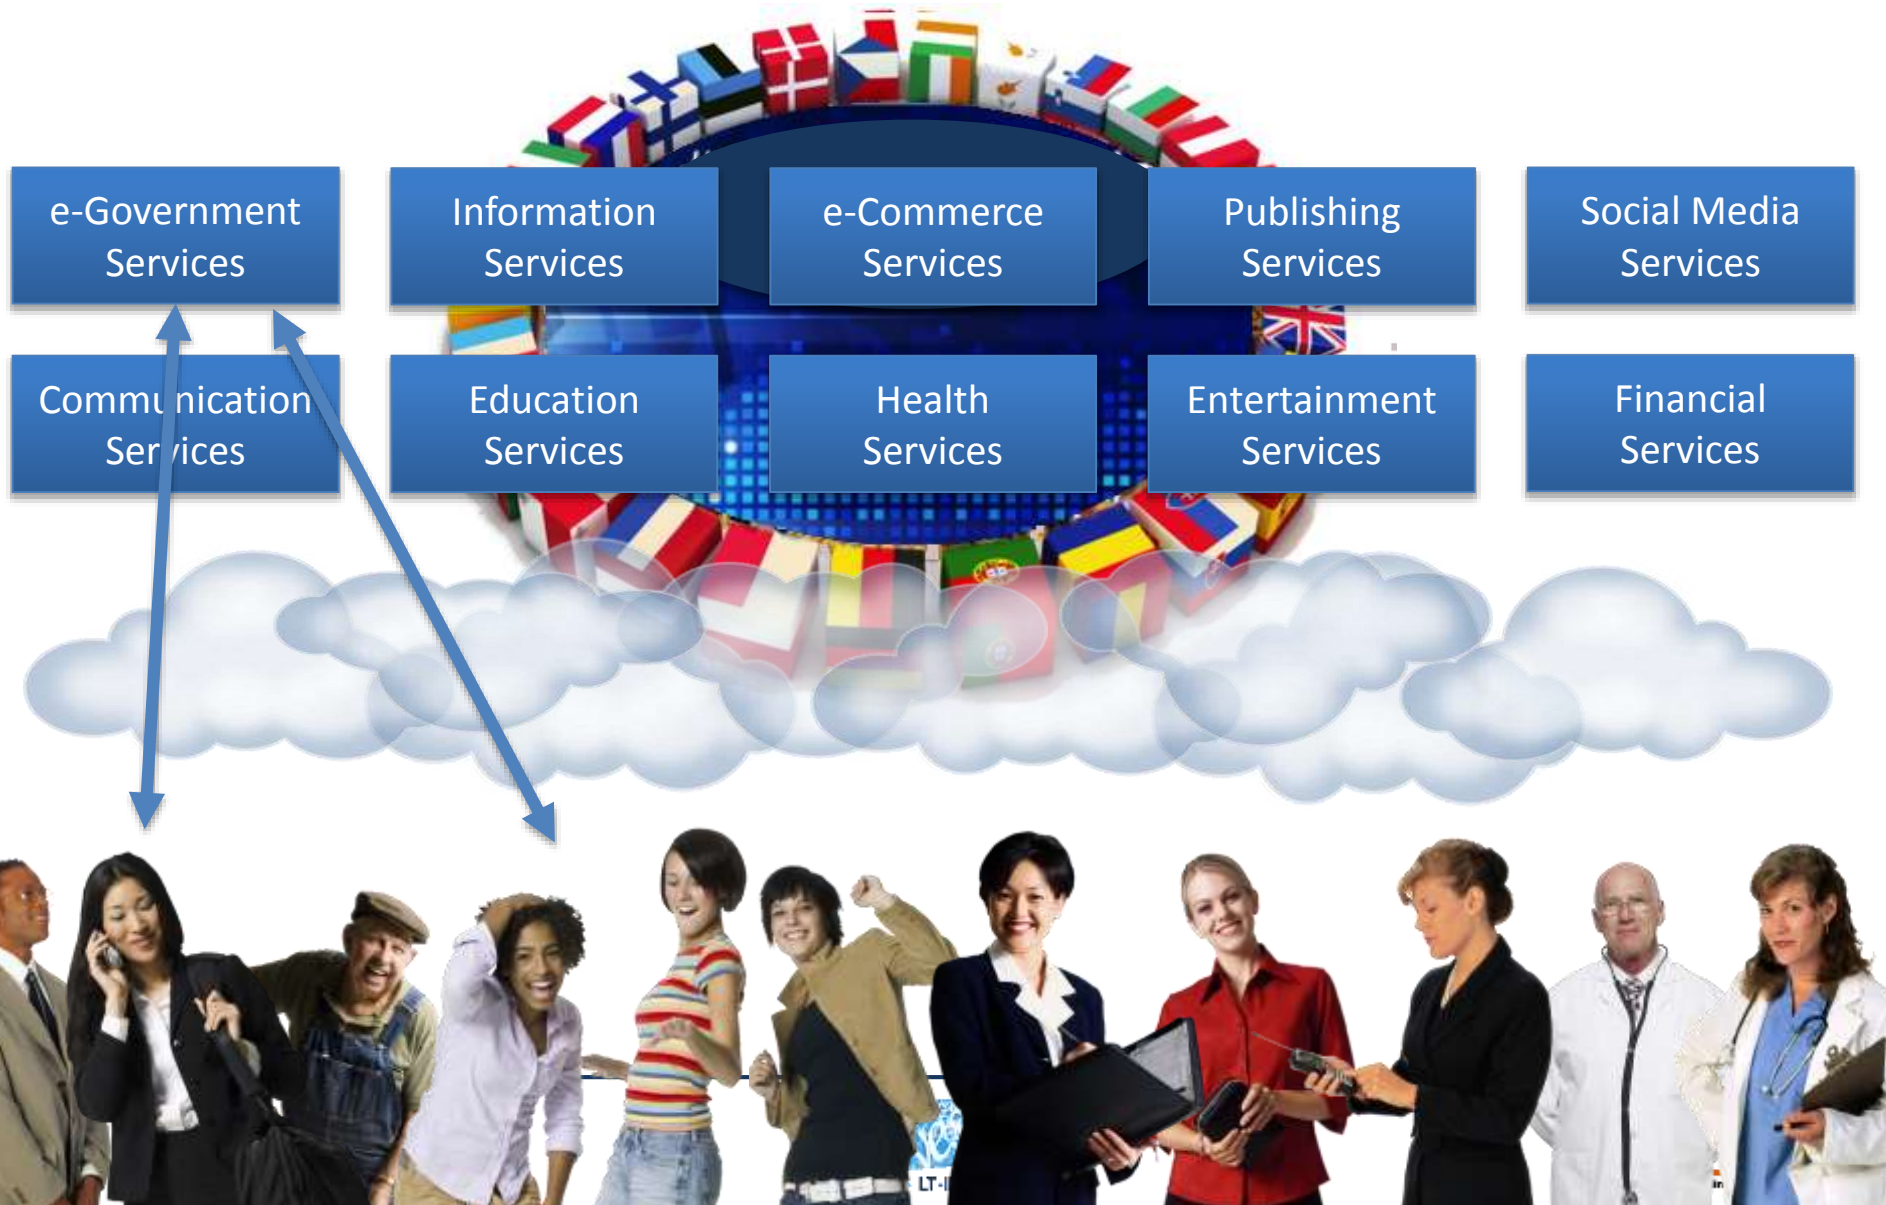 e-Government
Services
Information
Services
e-Commerce
Services
Publishing
Services
Social Media
Services
Communication
Services
Education
Services
Health
Services
Entertainment
Services
Financial
Services